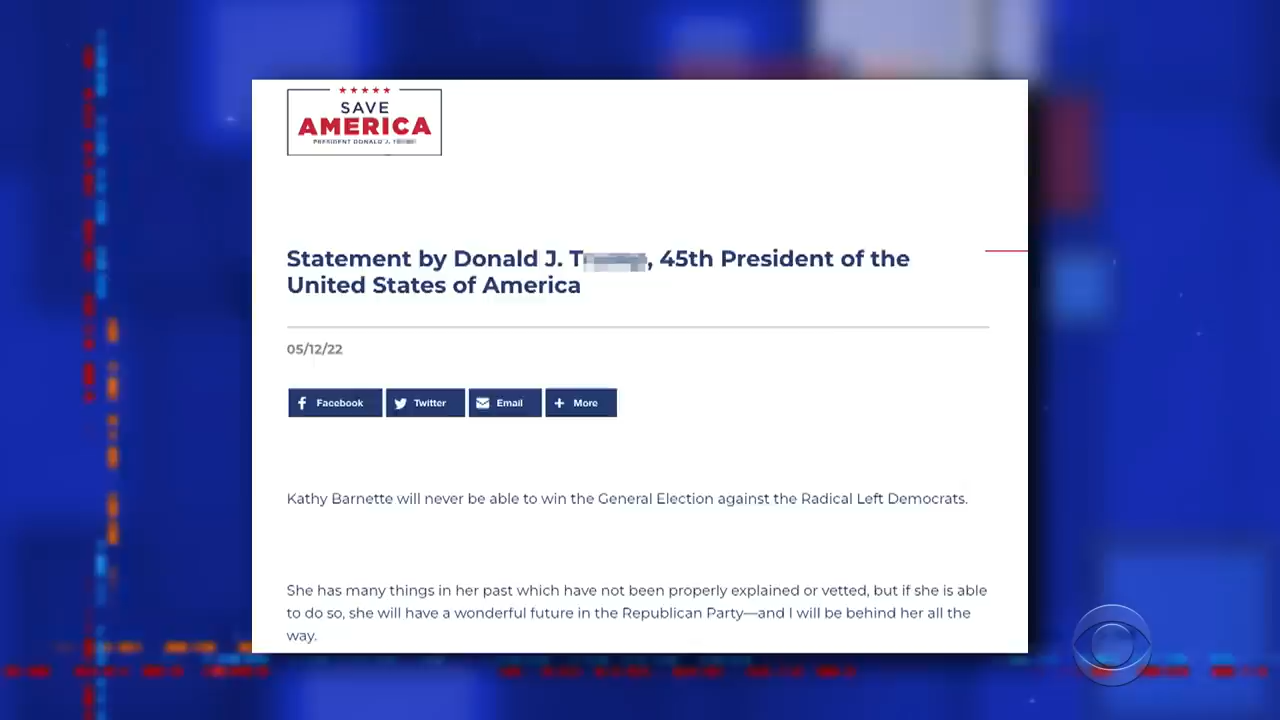 SAVE
AMERICA
PRESIDENT DONALD J. T
Statement by Donald J. T , 45th President of the
United States of America
05/12/22
Facebook
Twitter
Email
More
Kathy Barnette will never be able to win the General Election against the Radical Left Democrats.
She has many things in her past which have not been properly explained or vetted, but if she is able
to do so, she will have a wonderful future in the Republican Party—and I will be behind her all the
way.